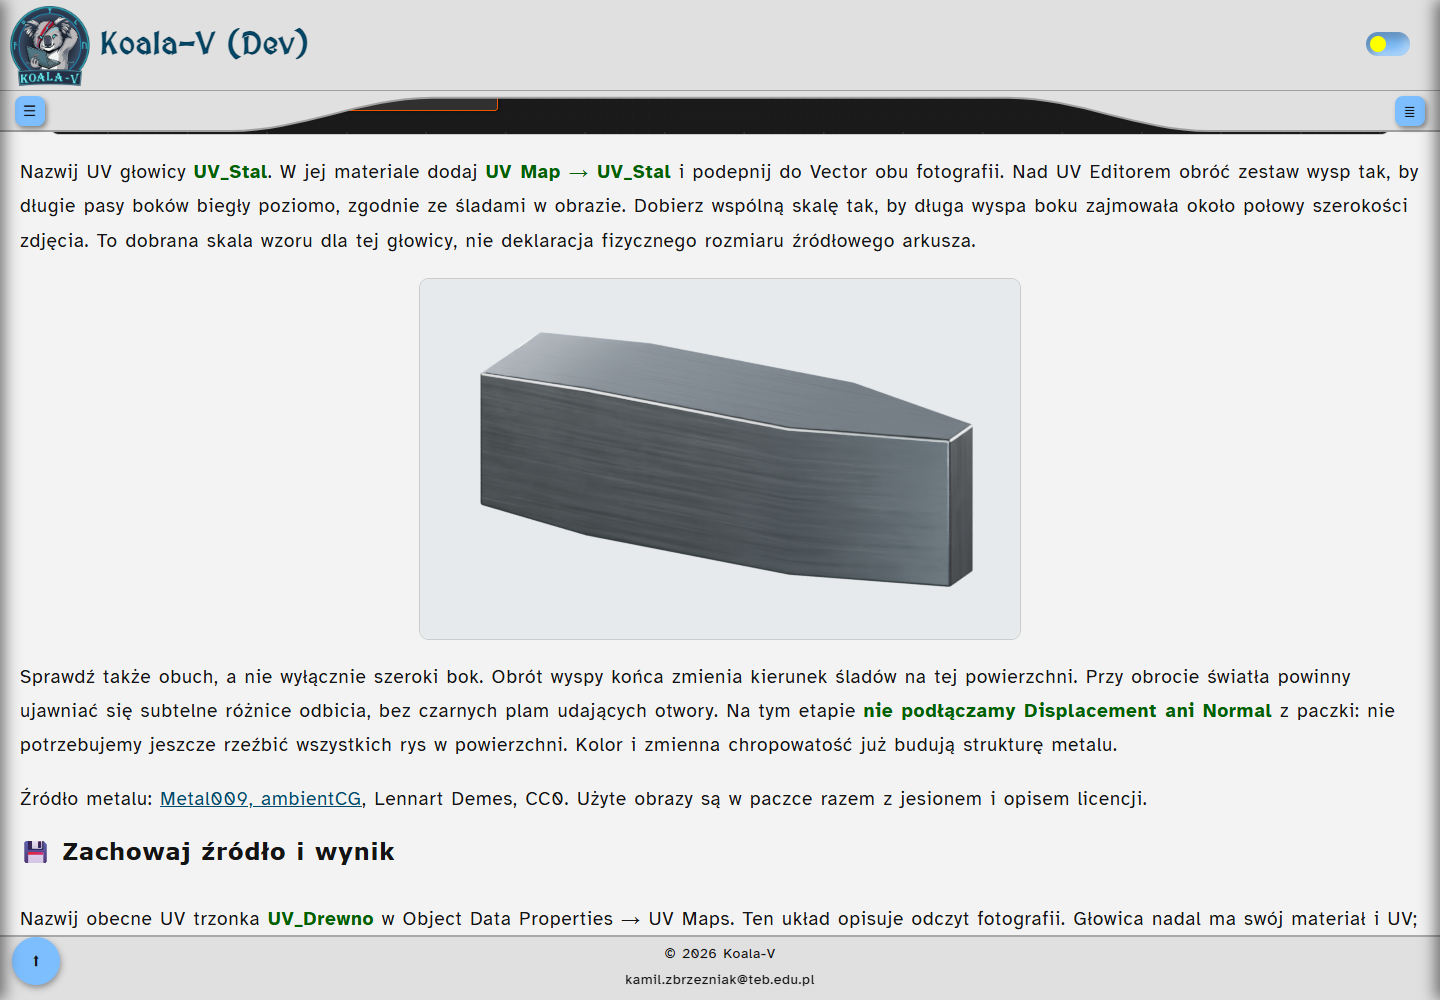 KOALA-V
Koala-V (Dev)
Nazwij UV głowicy UV_Stal. W jej materiale dodaj UV Map → UV_Stal i podepnij do Vector obu fotografii. Nad UV Editorem obróć zestaw wysp tak, by
długie pasy boków biegły poziomo, zgodnie ze śladami w obrazie. Dobierz wspólną skalę tak, by długa wyspa boku zajmowała około połowy szerokości
zdjęcia. To dobrana skala wzoru dla tej głowicy, nie deklaracja fizycznego rozmiaru źródłowego arkusza.
Sprawdź także obuch, a nie wyłącznie szeroki bok. Obrót wyspy końca zmienia kierunek śladów na tej powierzchni. Przy obrocie światła powinny
ujawniać się subtelne różnice odbicia, bez czarnych plam udających otwory. Na tym etapie nie podłączamy Displacement ani Normal z paczki: nie
potrzebujemy jeszcze rzeźbić wszystkich rys w powierzchni. Kolor i zmienna chropowatość już budują strukturę metalu.
Źródło metalu: Metal009, ambientCG, Lennart Demes, CC0. Użyte obrazy są w paczce razem z jesionem i opisem licencji.
💾 Zachowaj źródło i wynik
Nazwij obecne UV trzonka UV_Drewno w Object Data Properties → UV Maps. Ten układ opisuje odczyt fotografii. Głowica nadal ma swój materiał i UV;
© 2026 Koala-V
kamil.zbrzezniak@teb.edu.pl